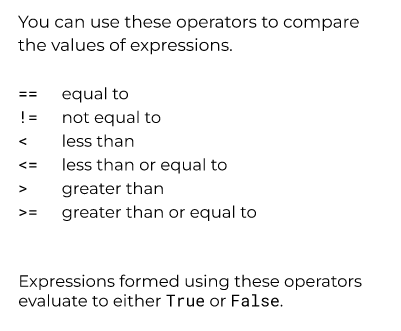 You can use these operators to compare
the values of expressions.
== equal to
!= not equal to
< less than
<= less than or equal to
> greater than
>= greater than or equal to
Expressions formed using these operators
evaluate to either True or False.